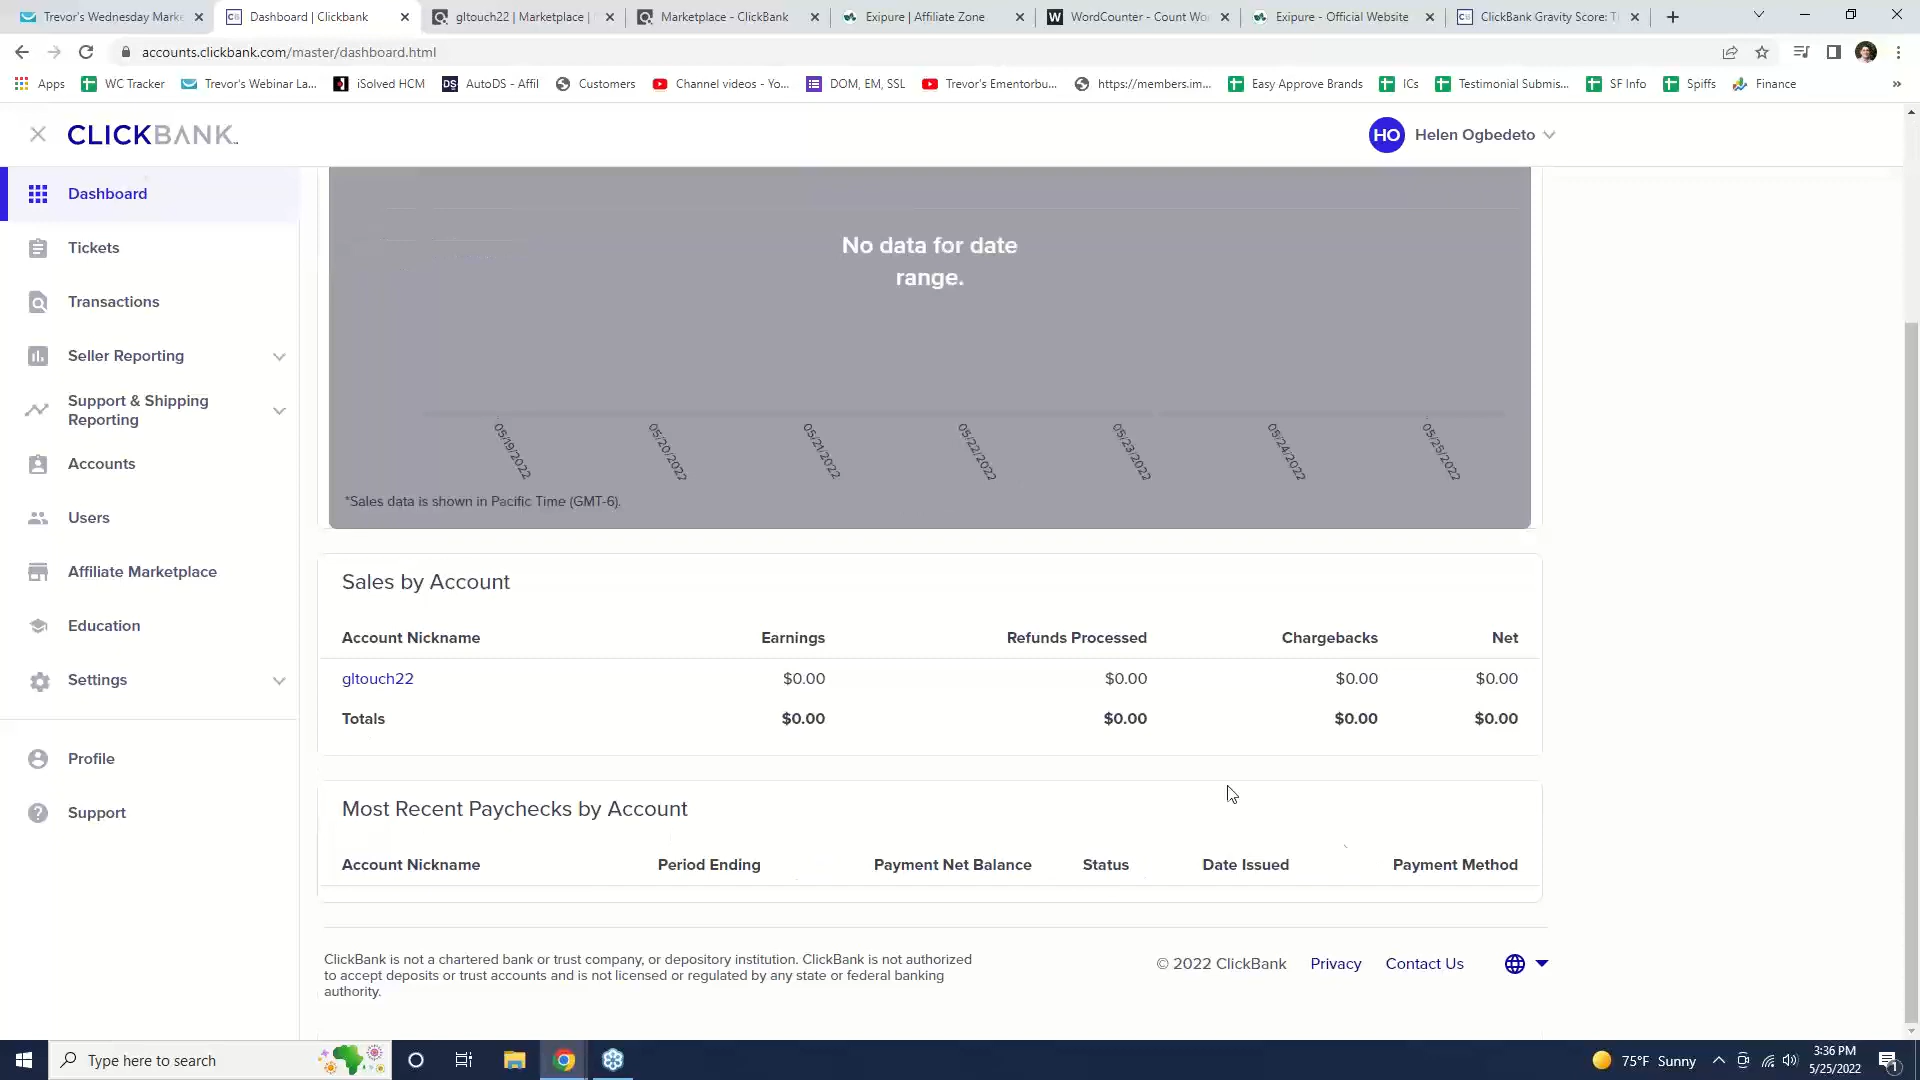 Trevor's Wednesday Marke
Dashboard | Clickbank
gltouch22 | Marketplace |
Marketplace - ClickBank
Exipure | Affiliate Zone
WordCounter - Count Wo
Exipure - Official Website
ClickBank Gravity Score: T
accounts.clickbank.com/master/dashboard.html
Apps
WC Tracker
Trevor's Webinar La...
iSolved HCM
AutoDS - Affil
Customers
Channel videos - Yo...
DOM, EM, SSL
Trevor's Ementorbu...
https://members.im...
Easy Approve Brands
ICs
Testimonial Submis...
SF Info
Spiffs
Finance
»
CLICKBANK
HO
Helen Ogbedeto
Dashboard
Tickets
Transactions
Seller Reporting
Support & Shipping
Reporting
Accounts
Users
Affiliate Marketplace
Education
Settings
Profile
Support
No data for date
range.
05/19/2022
05/20/2022
05/21/2022
05/22/2022
05/23/2022
05/24/2022
05/25/2022
*Sales data is shown in Pacific Time (GMT-6).
Sales by Account
Account Nickname Earnings Refunds Processed Chargebacks Net
gltouch22 $0.00 $0.00 $0.00 $0.00
Totals $0.00 $0.00 $0.00 $0.00
Most Recent Paychecks by Account
Account Nickname Period Ending Payment Net Balance Status Date Issued Payment Method
ClickBank is not a chartered bank or trust company, or depository institution. ClickBank is not authorized
to accept deposits or trust accounts and is not licensed or regulated by any state or federal banking
authority.
© 2022 ClickBank Privacy Contact Us
Type here to search
75°F Sunny
3:36 PM
5/25/2022
1